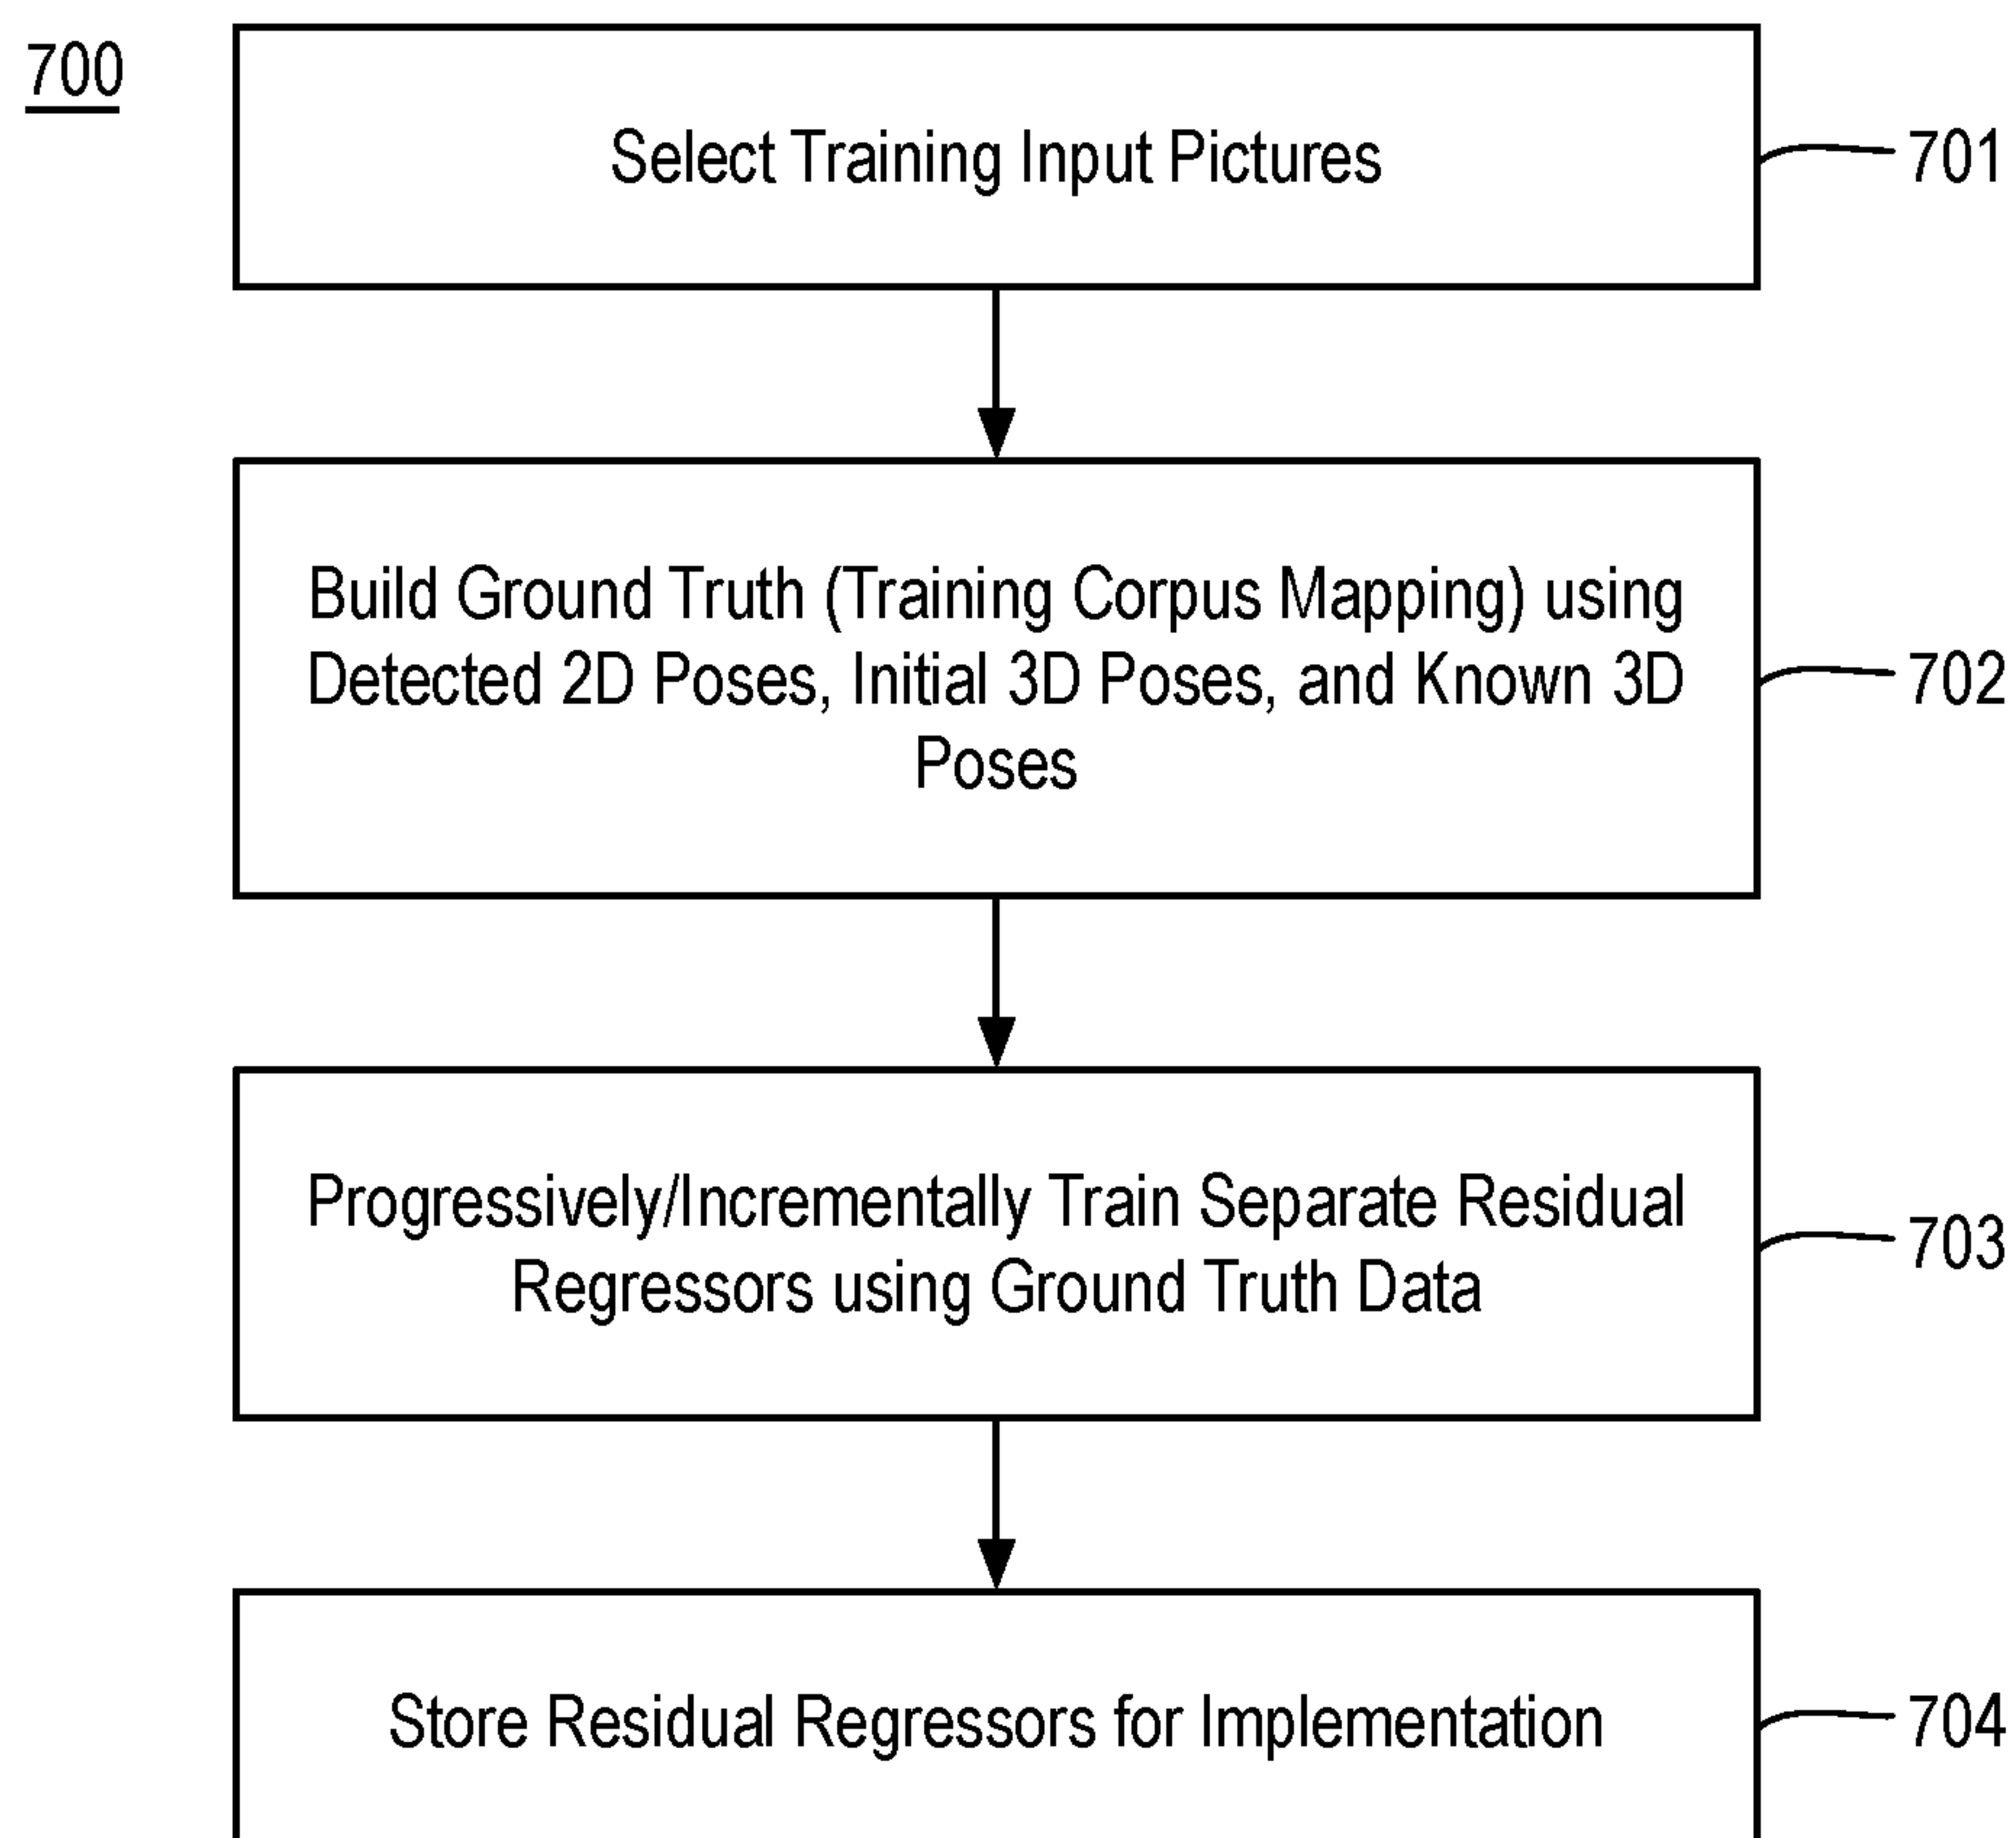 700
Select Training Input Pictures
701
Build Ground Truth (Training Corpus Mapping) using
Detected 2D Poses, Initial 3D Poses, and Known 3D
Poses
702
Progressively/Incrementally Train Separate Residual
Regressors using Ground Truth Data
703
Store Residual Regressors for Implementation
704